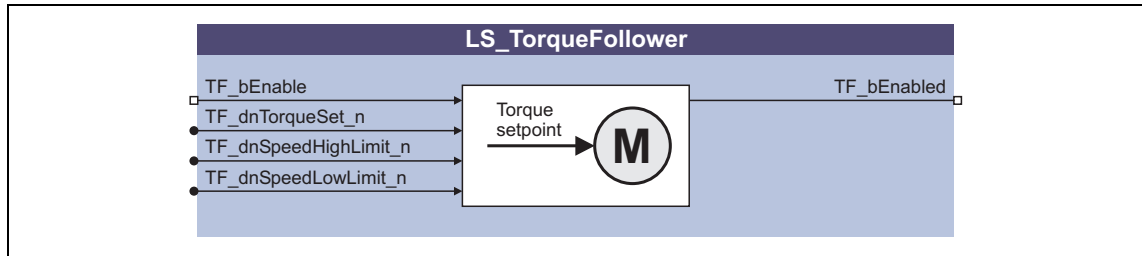 LS_TorqueFollower
TF_bEnable
TF_bEnabled
TF_dnTorqueSet_n
TF_dnSpeedHighLimit_n
TF_dnSpeedLowLimit_n
Torque
setpoint
M